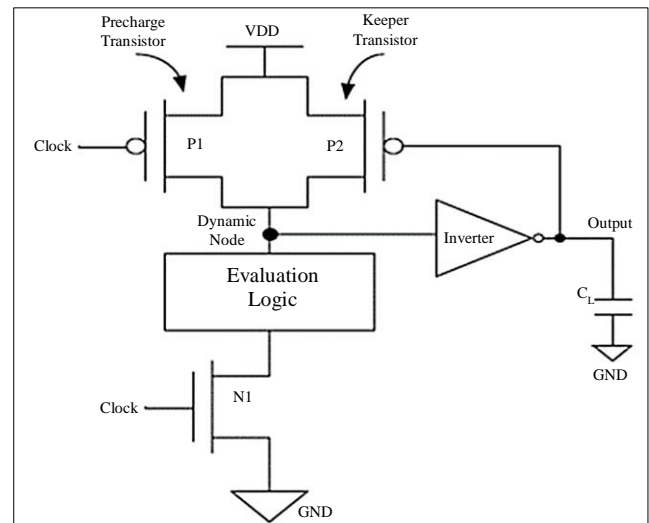 Precharge
Transistor
VDD
Keeper
Transistor
Clock
P1
P2
Dynamic
Node
Inverter
Output
Evaluation
Logic
CL
GND
Clock
N1
GND